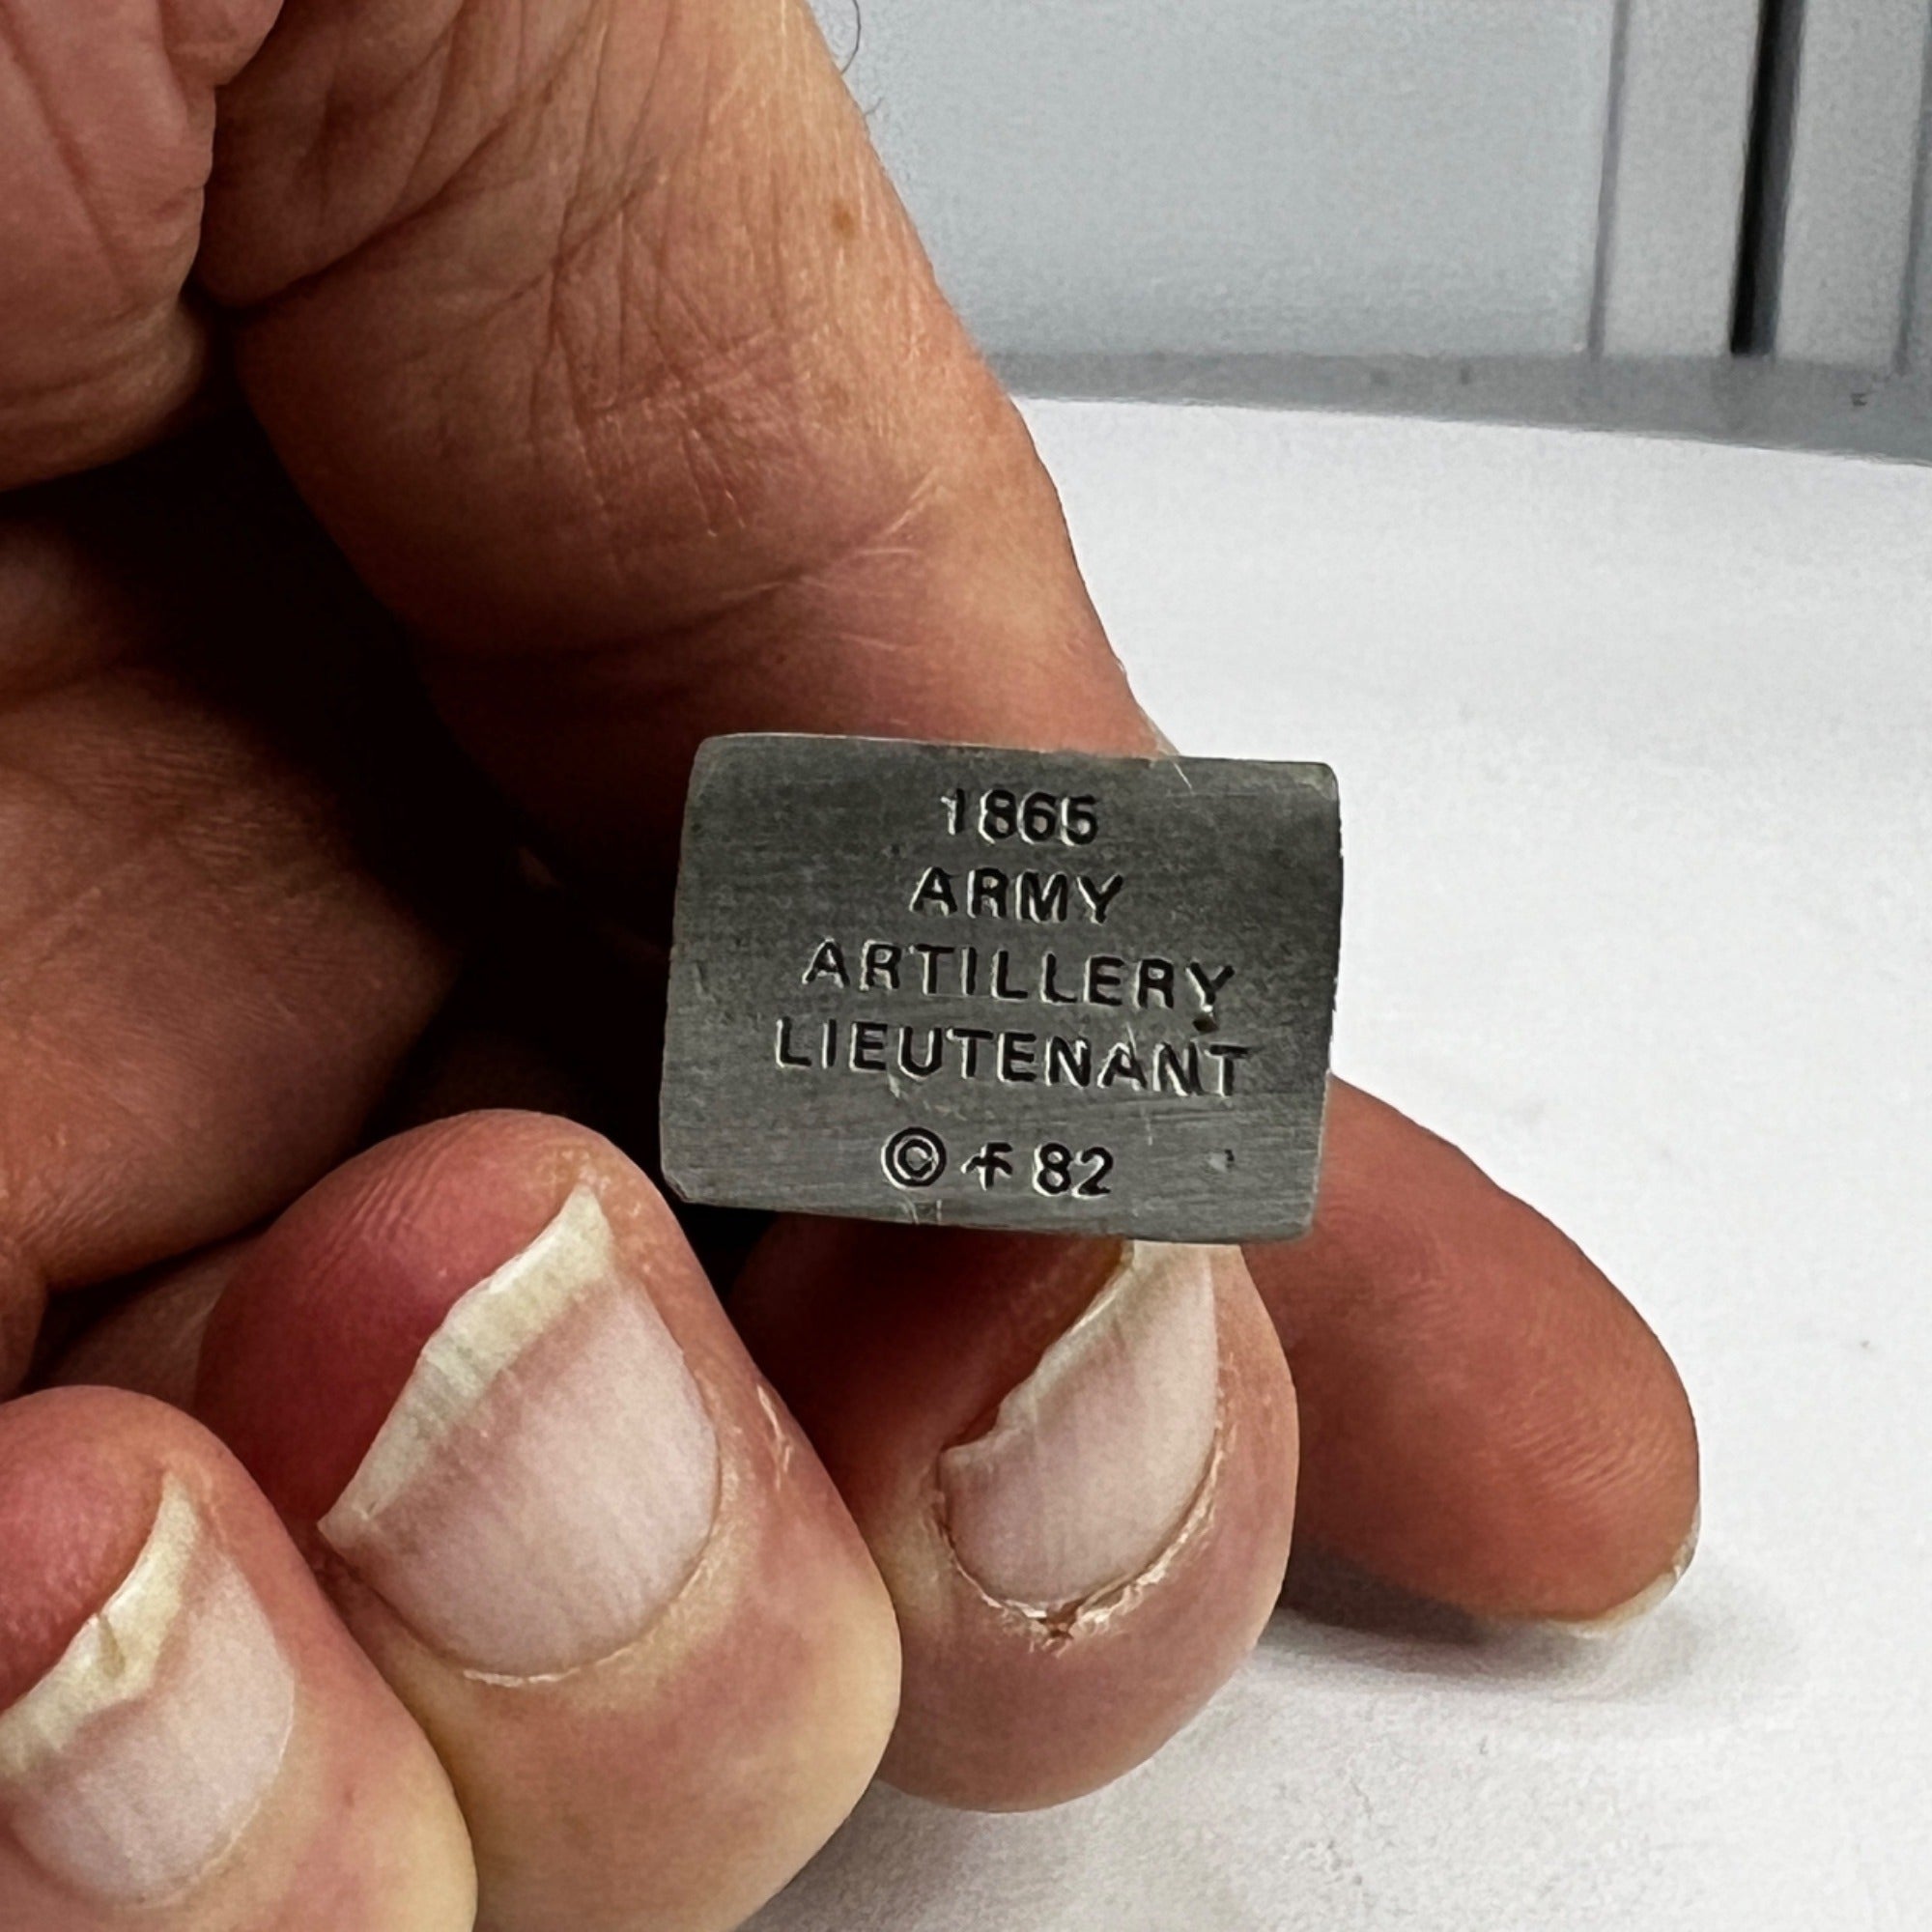 1865
ARMY
ARTILLERY
LIEUTENANT
© f 82